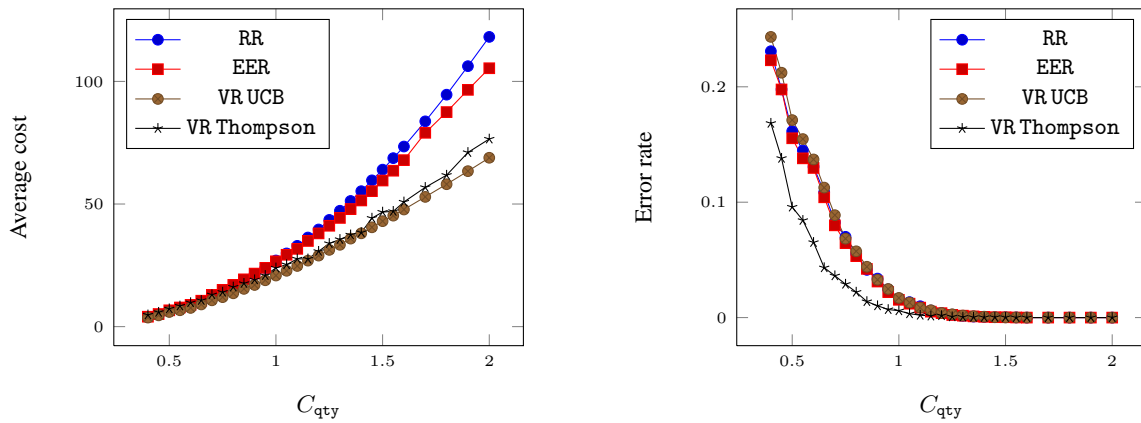 Average cost
100
50
0
0.5
1
1.5
2
C_qty
RR
EER
VR UCB
VR Thompson
Error rate
0.2
0.1
0
0.5
1
1.5
2
C_qty
RR
EER
VR UCB
VR Thompson